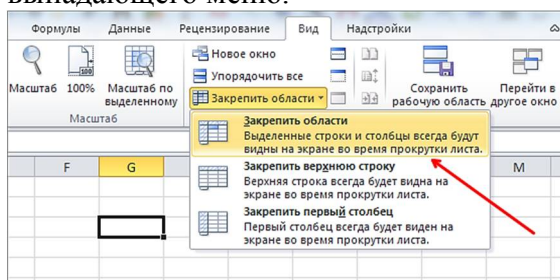 выпадающего меню.
Формулы Данные Рецензирование Вид Надстройки
Масштаб 100% Масштаб по выделенному
Масштаб
Новое окно
Упорядочить все
Закрепить области
Сохранить рабочую область
Перейти в другое окно
Закрепить области
Выделенные строки и столбцы всегда будут
видны на экране во время прокрутки листа.
Закрепить верхнюю строку
Верхняя строка всегда будет видна на
экране во время прокрутки листа.
Закрепить первый столбец
Первый столбец всегда будет виден на
экране во время прокрутки листа.
F G M